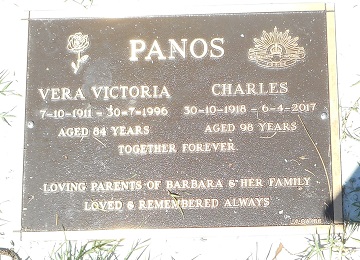 PANOS
VERA VICTORIA CHARLES
7-10-1911 - 30-7-1996 30-10-1918 - 6-4-2017
AGED 84 YEARS AGED 98 YEARS
TOGETHER FOREVER
LOVING PARENTS OF BARBARA & HER FAMILY
LOVED & REMEMBERED ALWAYS